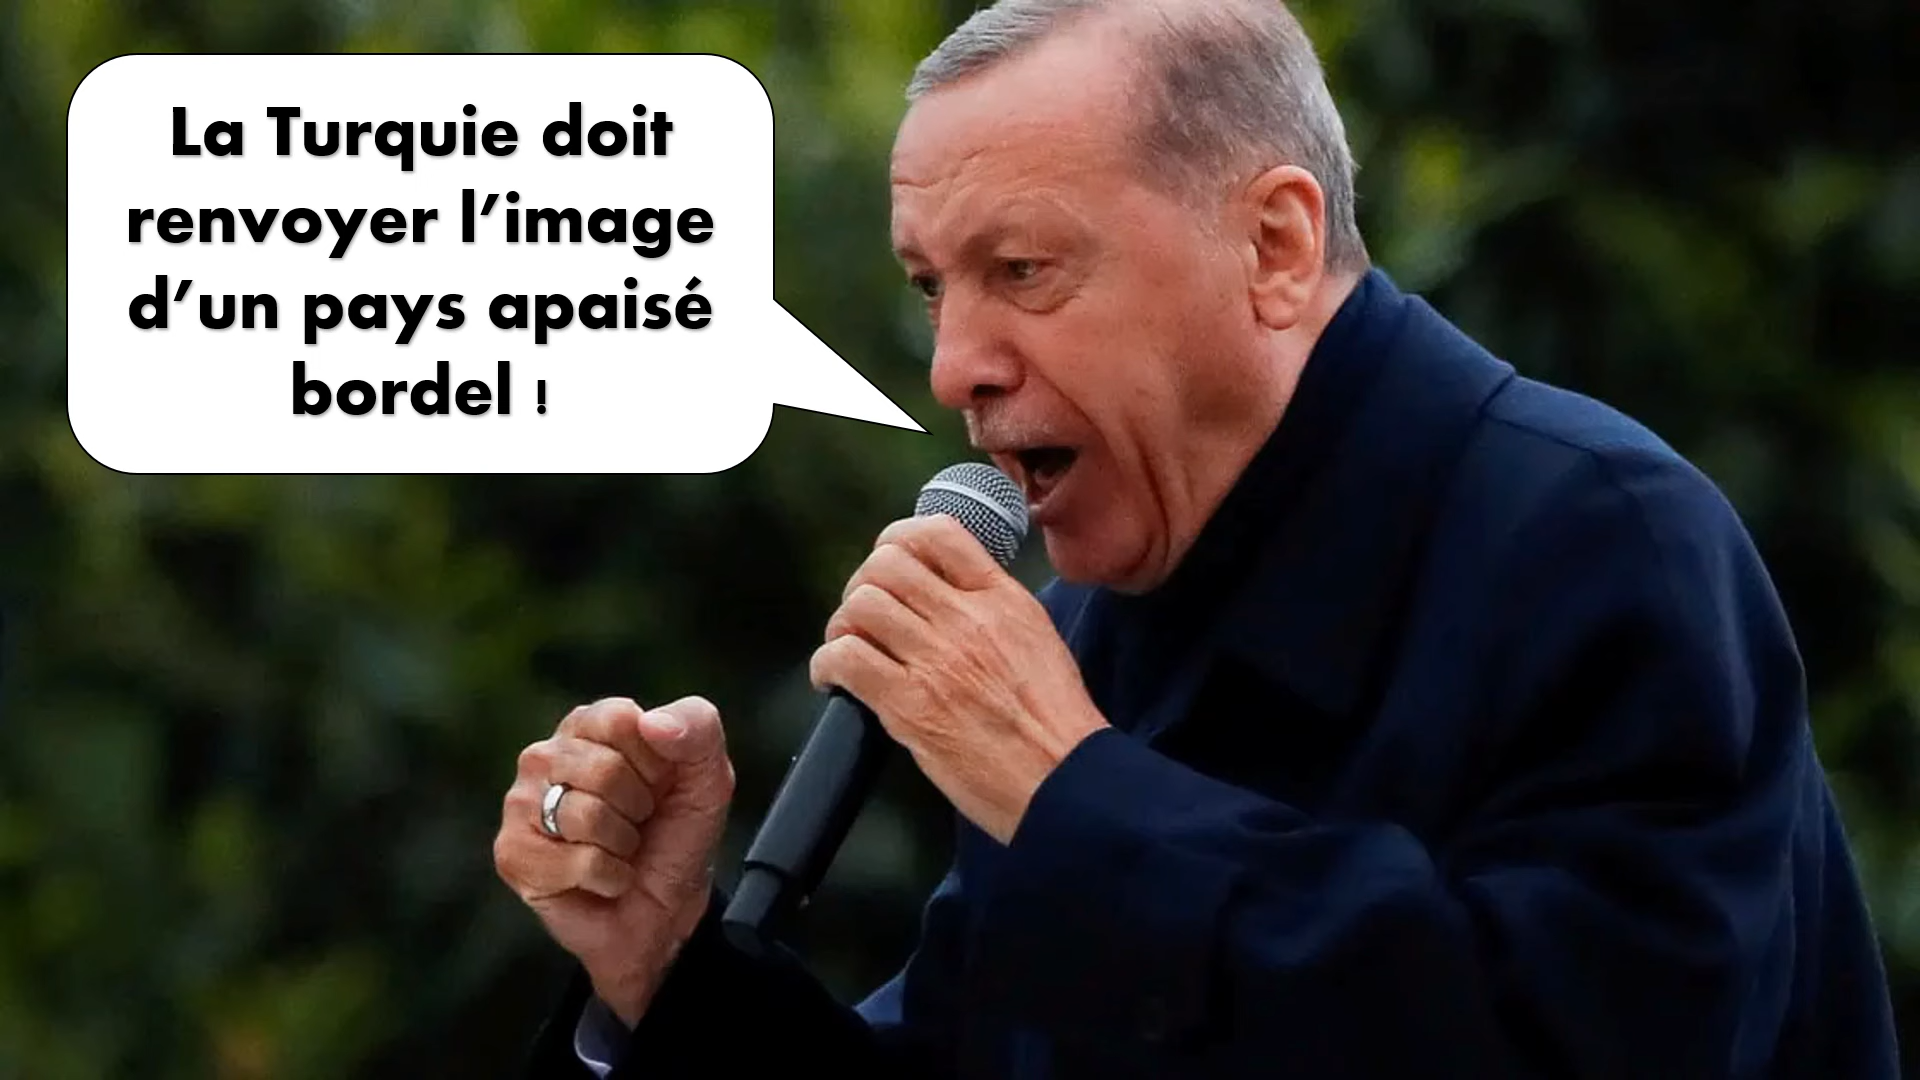 La Turquie doit
renvoyer l’image
d’un pays apaisé
bordel !